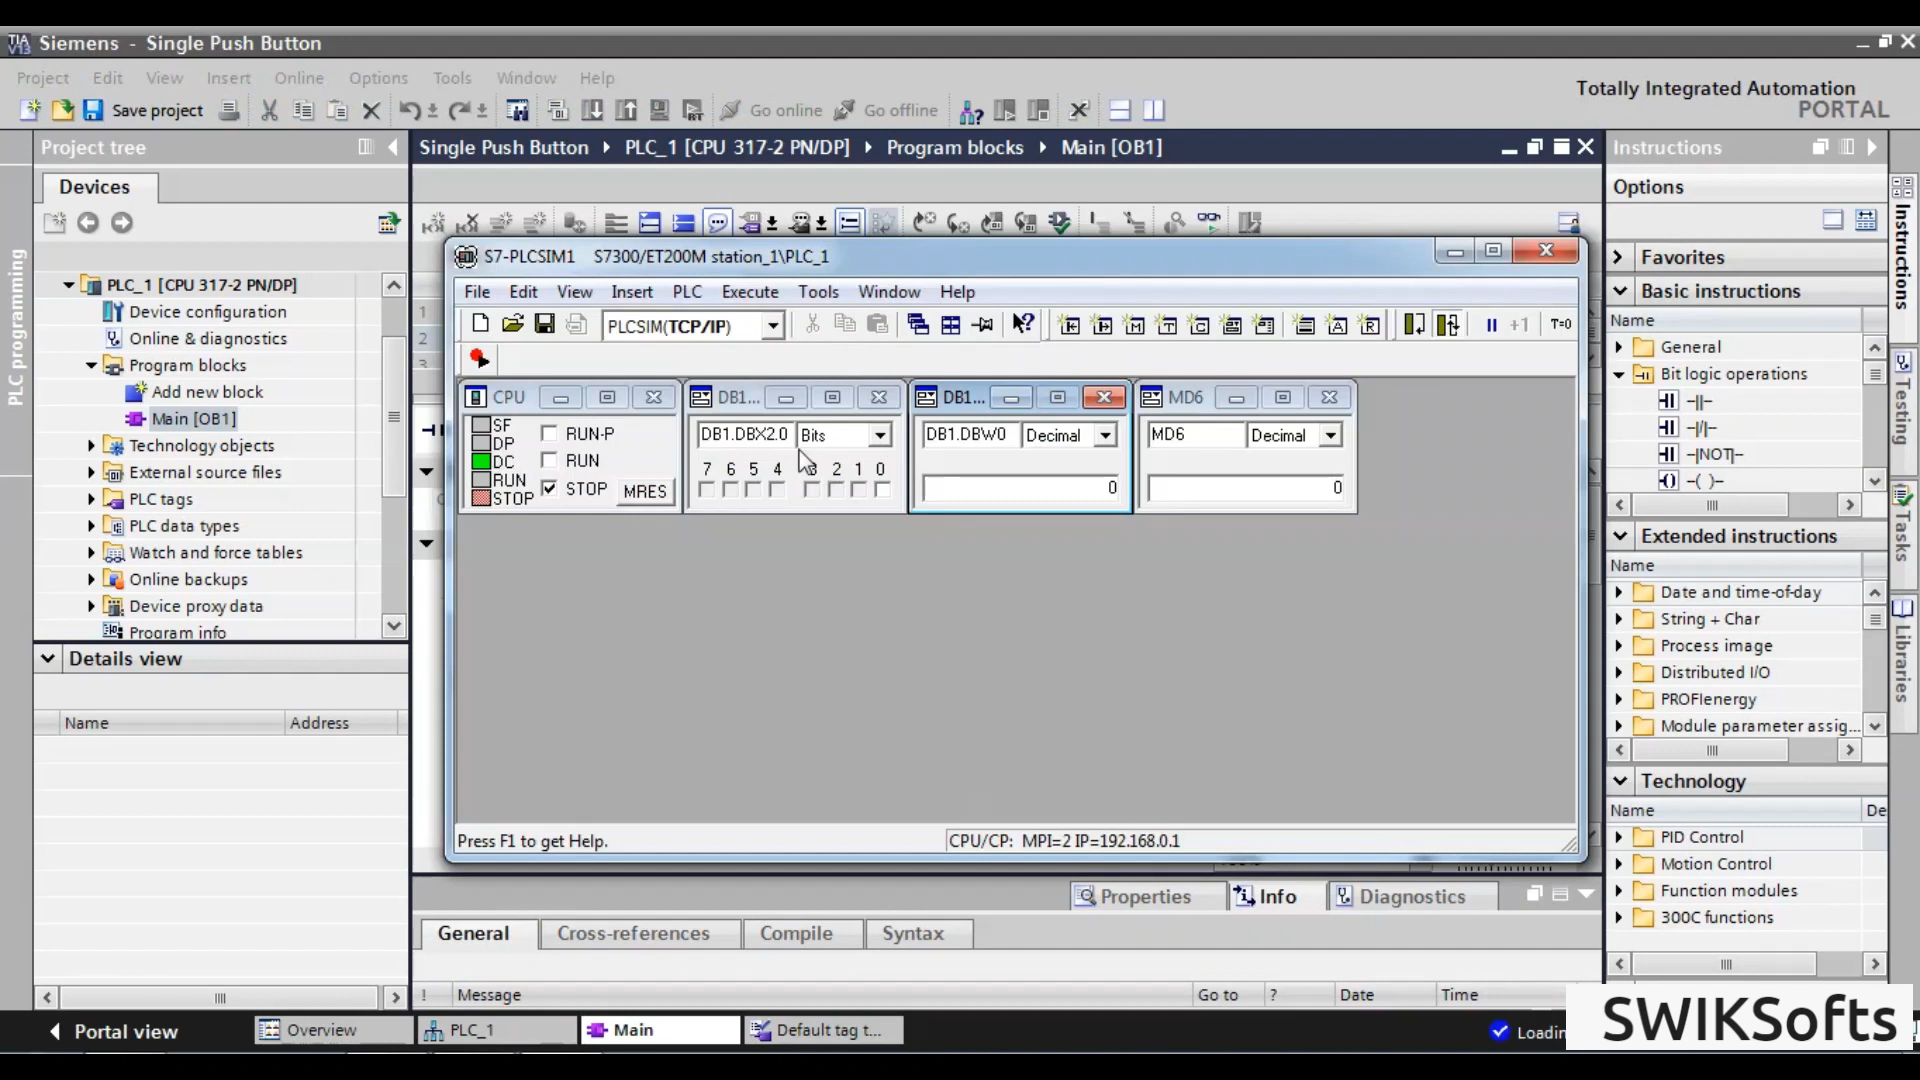 Siemens - Single Push Button
Project Edit View Insert Online Options Tools Window Help
Totally Integrated Automation
PORTAL
Save project
Go online
Go offline
Project tree
Single Push Button PLC_1 [CPU 317-2 PN/DP] Program blocks Main [OB1]
Instructions
Devices
Options
PLC programming
PLC_1 [CPU 317-2 PN/DP]
Device configuration
Online & diagnostics
Program blocks
Add new block
Main [OB1]
Technology objects
External source files
PLC tags
PLC data types
Watch and force tables
Online backups
Device proxy data
Program info
Details view
Name Address
S7-PLCSIM1 S7300/ET200M station_1\PLC_1
File Edit View Insert PLC Execute Tools Window Help
PLCSIM(TCP/IP)
+1 T=0
CPU
SF
DP
DC
RUN
STOP
RUN-P
RUN
STOP
MRES
DB1...
DB1.DBX2.0 Bits
7 6 5 4 3 2 1 0
DB1...
DB1.DBW0 Decimal
0
MD6
MD6 Decimal
0
1
2
3
Press F1 to get Help.
CPU/CP: MPI=2 IP=192.168.0.1
Properties Info Diagnostics
General Cross-references Compile Syntax
! Message Go to ? Date Time
Favorites
Basic instructions
Name
General
Bit logic operations
-||-
-|/|-
-|NOT|-
-( )-
Extended instructions
Name
Date and time-of-day
String + Char
Process image
Distributed I/O
PROFIenergy
Module parameter assig...
Technology
Name De
PID Control
Motion Control
Function modules
300C functions
Instructions
Testing
Tasks
Libraries
Portal view
Overview
PLC_1
Main
Default tag t...
Loadin
SWIKSofts